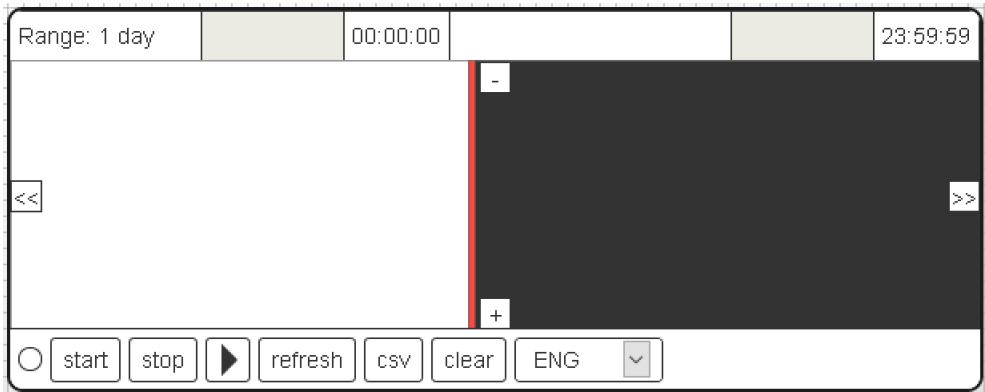 Range: 1 day 00:00:00 23:59:59
-
<< >>
+
start stop refresh csv clear ENG